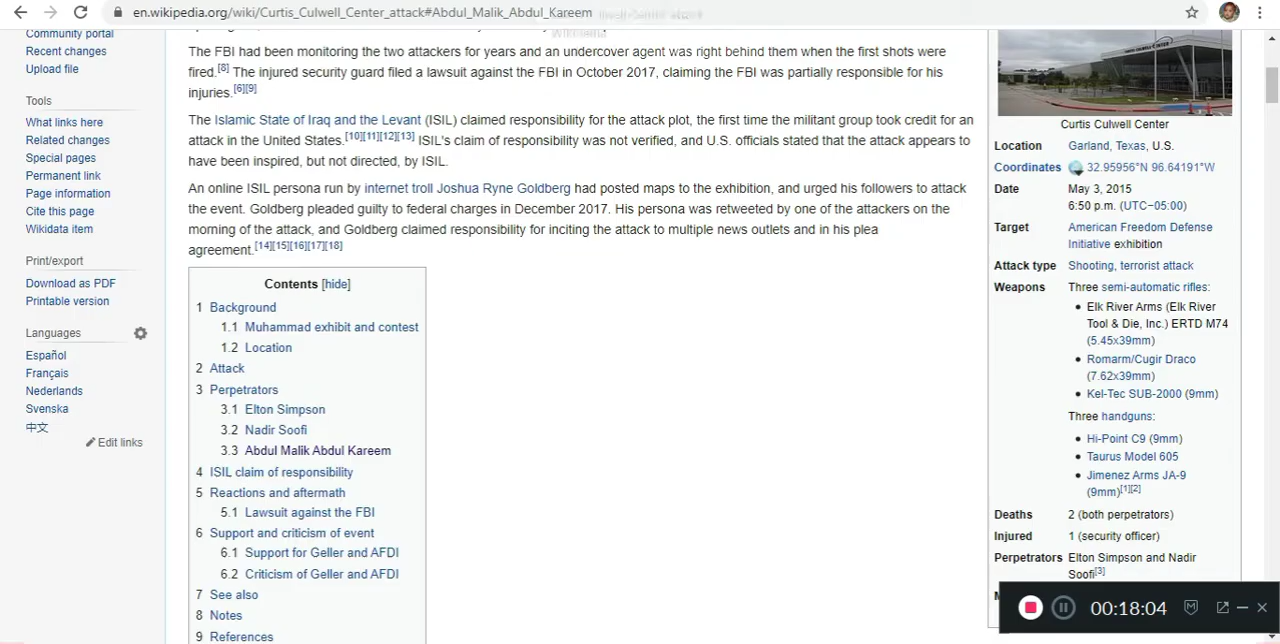 en.wikipedia.org/wiki/Curtis_Culwell_Center_attack#Abdul_Malik_Abdul_Kareem
Community portal
Recent changes
Upload file
Tools
What links here
Related changes
Special pages
Permanent link
Page information
Cite this page
Wikidata item
Print/export
Download as PDF
Printable version
Languages
Español
Français
Nederlands
Svenska
中文
Edit links
The FBI had been monitoring the two attackers for years and an undercover agent was right behind them when the first shots were
fired.[8] The injured security guard filed a lawsuit against the FBI in October 2017, claiming the FBI was partially responsible for his
injuries.[6][9]
The Islamic State of Iraq and the Levant (ISIL) claimed responsibility for the attack plot, the first time the militant group took credit for an
attack in the United States.[10][11][12][13] ISIL's claim of responsibility was not verified, and U.S. officials stated that the attack appears to
have been inspired, but not directed, by ISIL.
An online ISIL persona run by internet troll Joshua Ryne Goldberg had posted maps to the exhibition, and urged his followers to attack
the event. Goldberg pleaded guilty to federal charges in December 2017. His persona was retweeted by one of the attackers on the
morning of the attack, and Goldberg claimed responsibility for inciting the attack to multiple news outlets and in his plea
agreement.[14][15][16][17][18]
Contents [hide]
1 Background
1.1 Muhammad exhibit and contest
1.2 Location
2 Attack
3 Perpetrators
3.1 Elton Simpson
3.2 Nadir Soofi
3.3 Abdul Malik Abdul Kareem
4 ISIL claim of responsibility
5 Reactions and aftermath
5.1 Lawsuit against the FBI
6 Support and criticism of event
6.1 Support for Geller and AFDI
6.2 Criticism of Geller and AFDI
7 See also
8 Notes
9 References
Curtis Culwell Center
Location Garland, Texas, U.S.
Coordinates 32.95956°N 96.64191°W
Date May 3, 2015
6:50 p.m. (UTC−05:00)
Target American Freedom Defense
Initiative exhibition
Attack type Shooting, terrorist attack
Weapons Three semi-automatic rifles:
• Elk River Arms (Elk River
Tool & Die, Inc.) ERTD M74
(5.45x39mm)
• Romarm/Cugir Draco
(7.62x39mm)
• Kel-Tec SUB-2000 (9mm)
Three handguns:
• Hi-Point C9 (9mm)
• Taurus Model 605
• Jimenez Arms JA-9
(9mm)[1][2]
Deaths 2 (both perpetrators)
Injured 1 (security officer)
Perpetrators Elton Simpson and Nadir
Soofi[3]
00:18:04